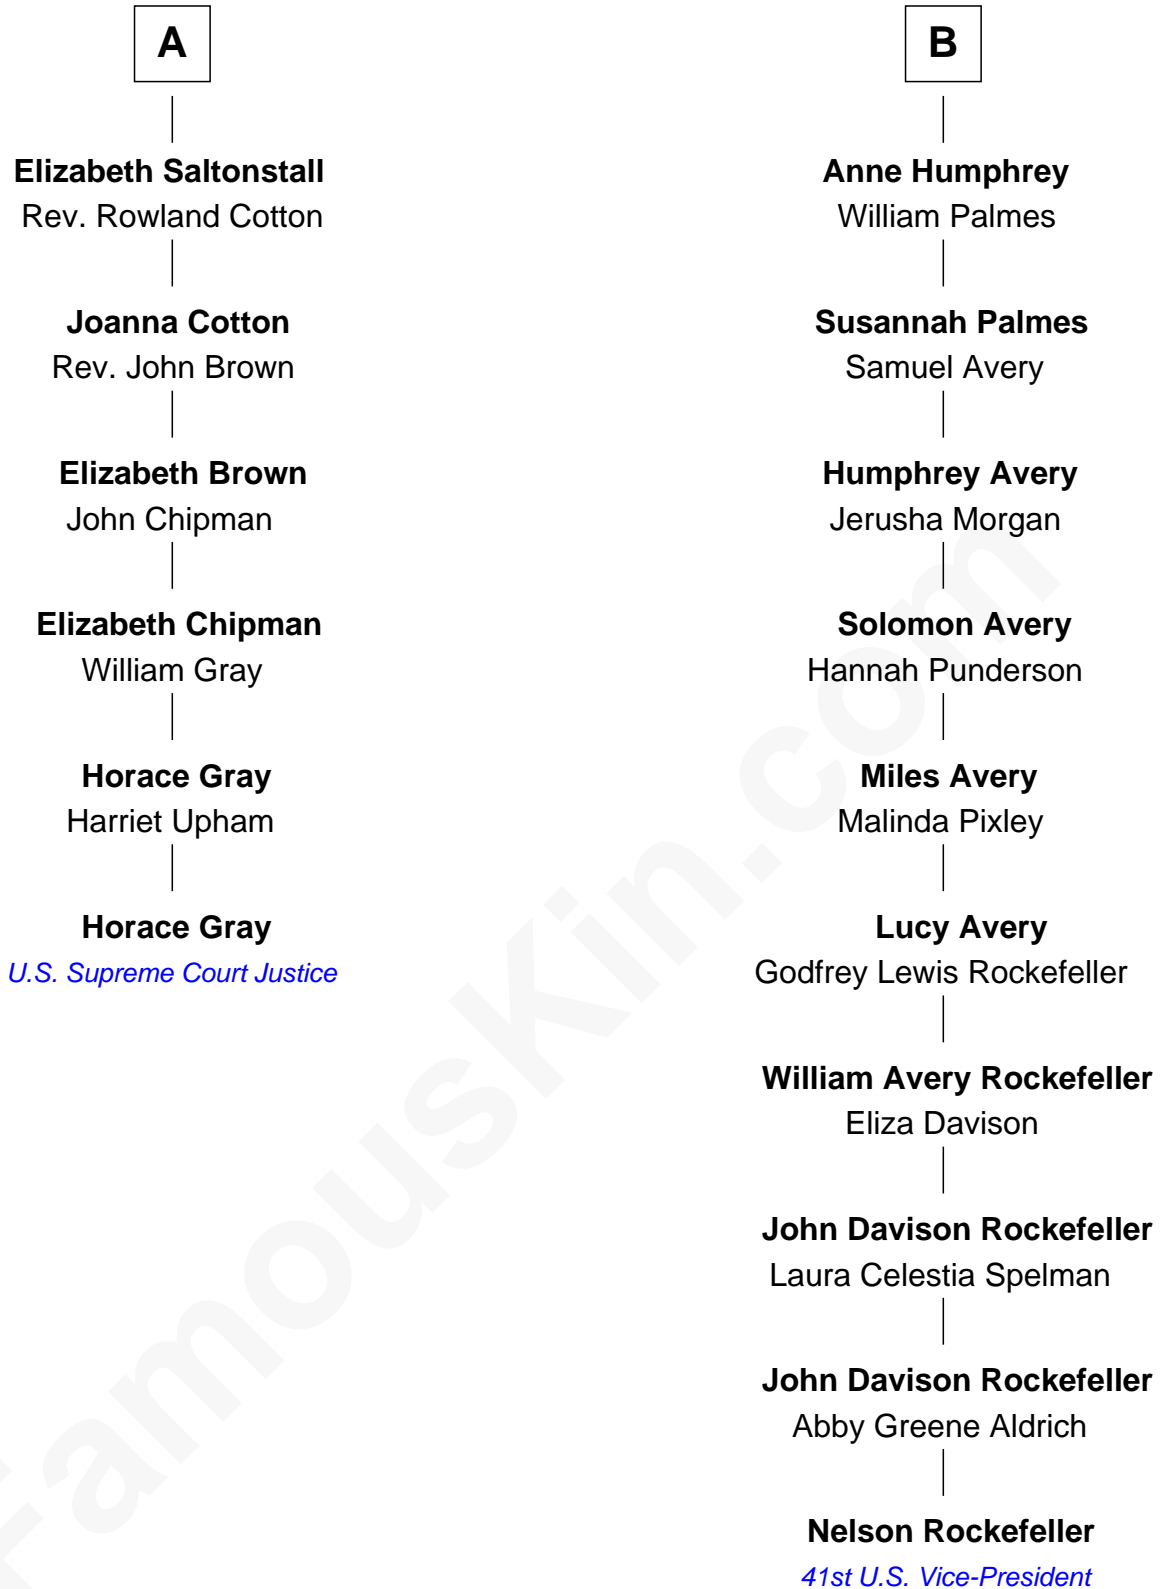 A
Elizabeth Saltonstall
Rev. Rowland Cotton
Joanna Cotton
Rev. John Brown
Elizabeth Brown
John Chipman
Elizabeth Chipman
William Gray
Horace Gray
Harriet Upham
Horace Gray
U.S. Supreme Court Justice
B
Anne Humphrey
William Palmes
Susannah Palmes
Samuel Avery
Humphrey Avery
Jerusha Morgan
Solomon Avery
Hannah Punderson
Miles Avery
Malinda Pixley
Lucy Avery
Godfrey Lewis Rockefeller
William Avery Rockefeller
Eliza Davison
John Davison Rockefeller
Laura Celestia Spelman
John Davison Rockefeller
Abby Greene Aldrich
Nelson Rockefeller
41st U.S. Vice-President
FamousKin.com